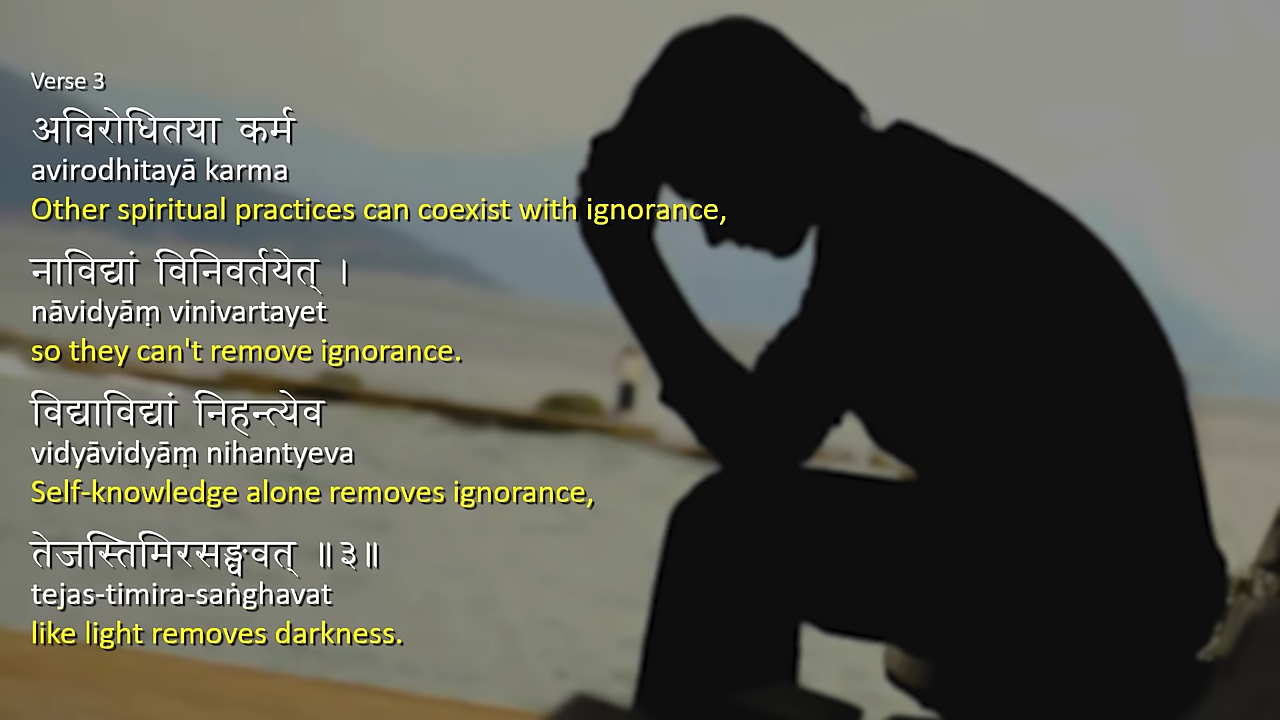 Verse 3
अविरोधितया कर्म
avirodhitayā karma
Other spiritual practices can coexist with ignorance,
नाविद्यां विनिवर्तयेत् ।
nāvidyāṃ vinivartayet
so they can't remove ignorance.
विद्याविद्यां निहन्त्येव
vidyāvidyāṃ nihantyeva
Self-knowledge alone removes ignorance,
तेजस्तिमिरसङ्घवत् ॥३॥
tejas-timira-saṅghavat
like light removes darkness.